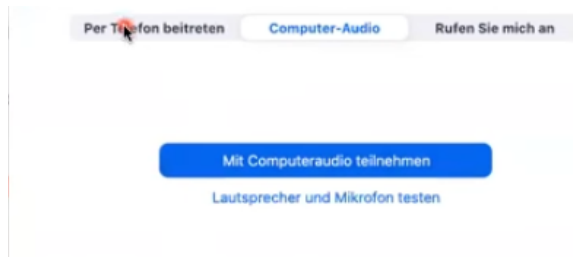 Per Telefon beitreten Computer-Audio Rufen Sie mich an
Mit Computeraudio teilnehmen
Lautsprecher und Mikrofon testen